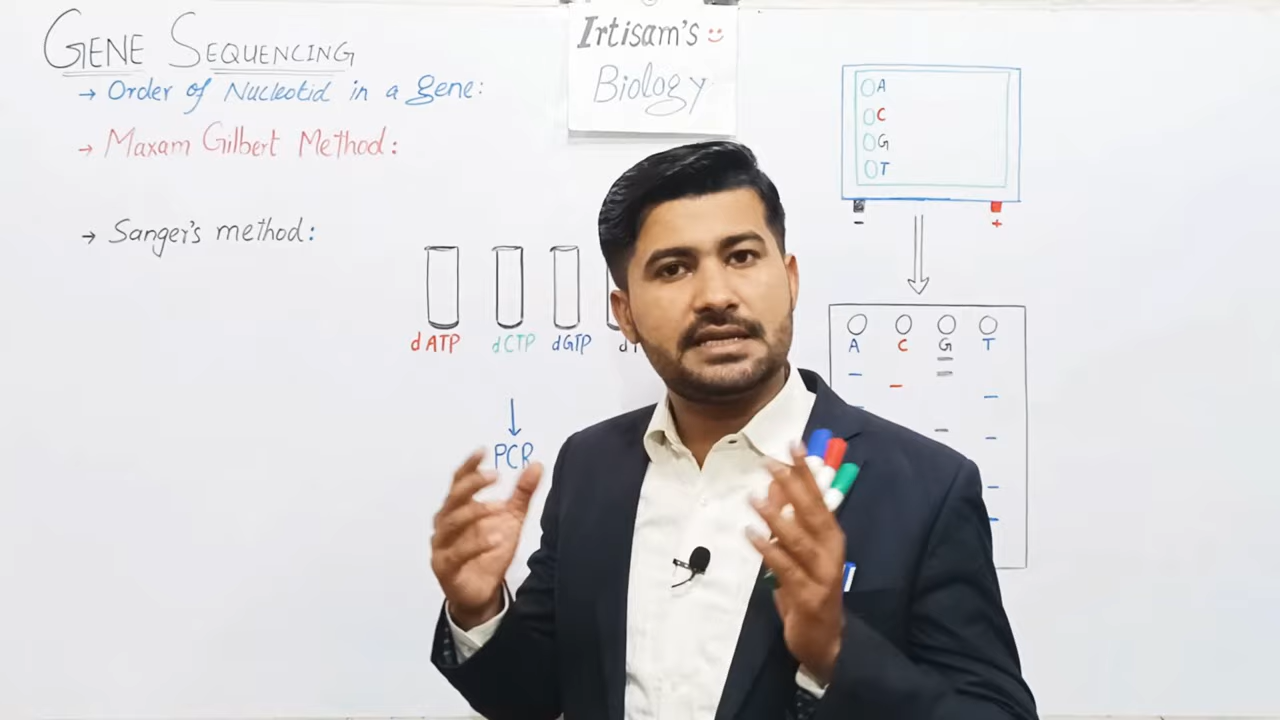 GENE SEQUENCING
→ Order of Nucleotid in a gene:
→ Maxam Gilbert Method:
→ Sanger's method:
Irtisam's
Biology
dATP dCTP dGTP
PCR
A
C
G
T
- +
A C G T